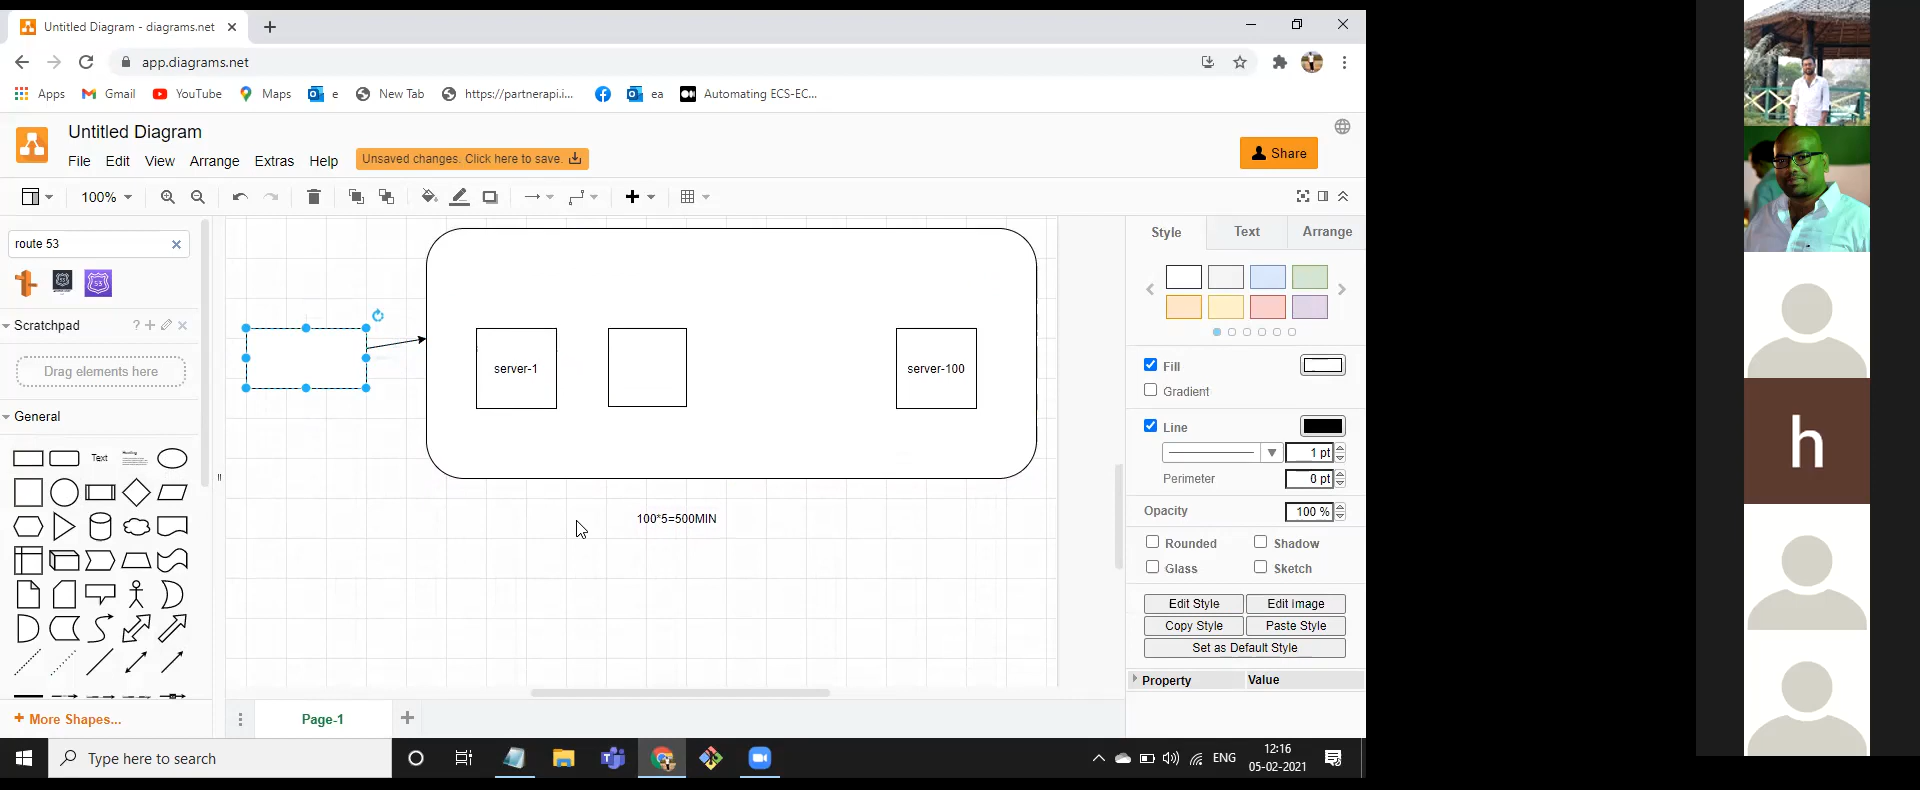 Untitled Diagram - diagrams.net
app.diagrams.net
Apps Gmail YouTube Maps e New Tab https://partnerapi.i... ea Automating ECS-EC...
Untitled Diagram
File Edit View Arrange Extras Help Unsaved changes. Click here to save. Share
100%
route 53
Style Text Arrange
53
Scratchpad ?
Drag elements here
General
Text
Heading
server-1
server-100
100*5=500MIN
Fill
Gradient
Line
1 pt
Perimeter 0 pt
Opacity 100 %
Rounded Shadow
Glass Sketch
Edit Style Edit Image
Copy Style Paste Style
Set as Default Style
Property Value
+ More Shapes...
Page-1
Type here to search
ENG
12:16
05-02-2021
h